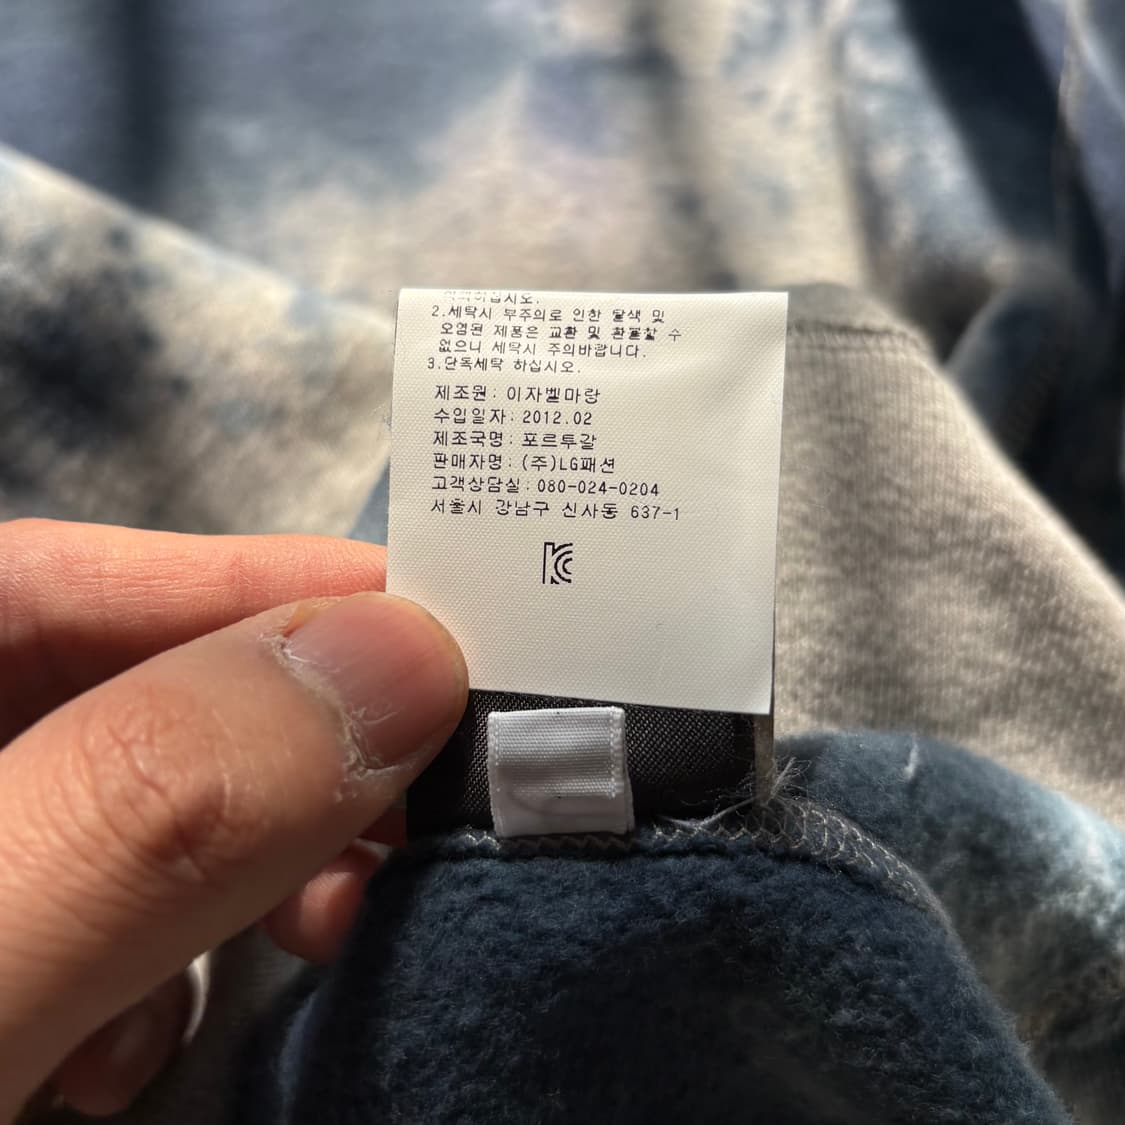 하십시오.
2.세탁시 부주의로 인한 탈색 및
오염된 제품은 교환 및 환불할 수
없으니 세탁시 주의바랍니다.
3.단독세탁 하십시오.
제조원: 이자벨마랑
수입일자: 2012.02
제조국명: 포르투갈
판매자명: (주)LG패션
고객상담실: 080-024-0204
서울시 강남구 신사동 637-1
KC